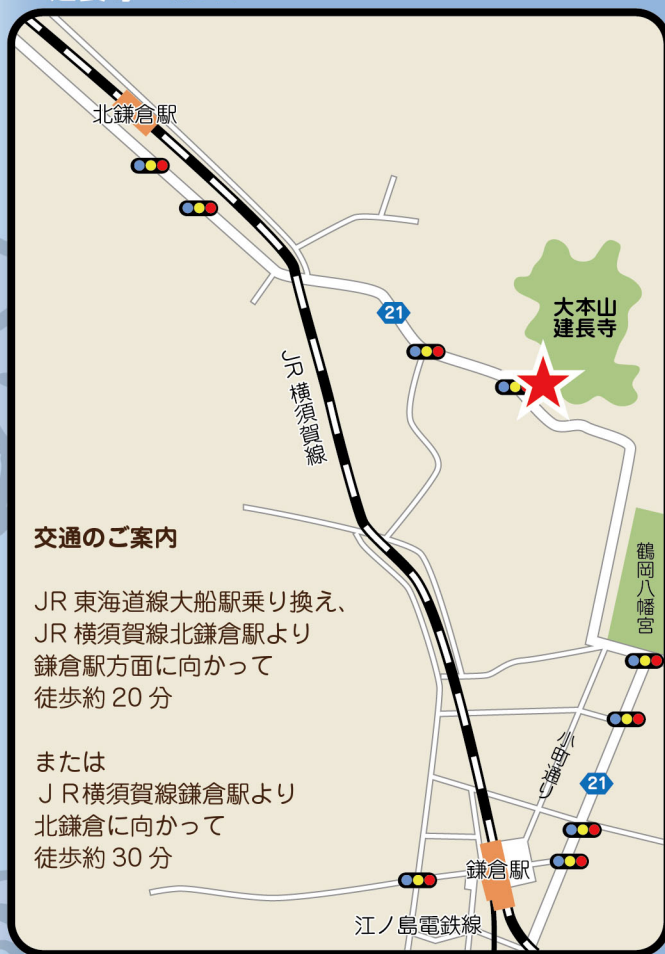 北鎌倉駅
21
大本山
建長寺
JR 横須賀線
鶴岡八幡宮
交通のご案内
JR 東海道線大船駅乗り換え、
JR 横須賀線北鎌倉駅より
鎌倉駅方面に向かって
徒歩約 20 分
または
ＪＲ横須賀線鎌倉駅より
北鎌倉に向かって
徒歩約 30 分
小町通り
21
鎌倉駅
江ノ島電鉄線